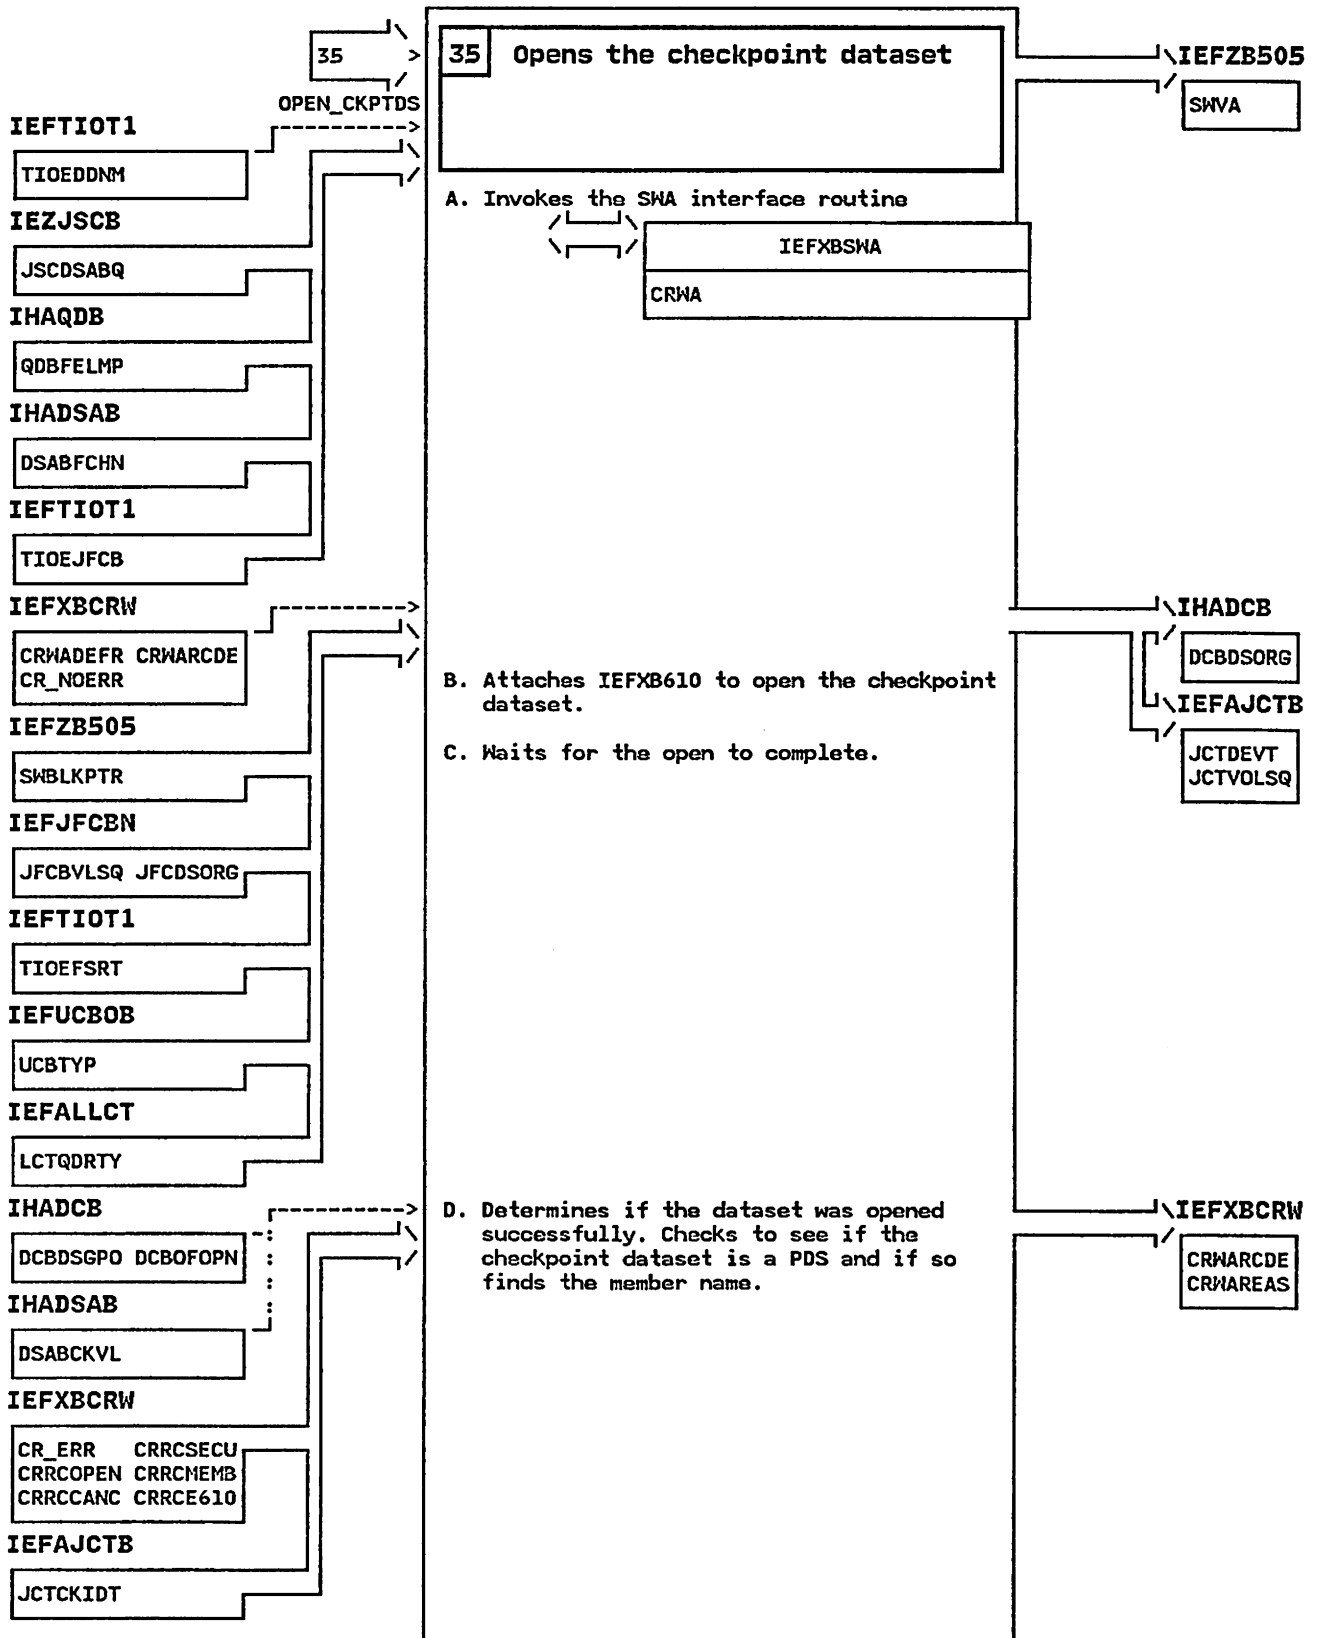 35
OPEN_CKPTDS
IEFTIOT1
TIOEDDNM
IEZJSCB
JSCDSABQ
IHAQDB
QDBFELMP
IHADSAB
DSABFCHN
IEFTIOT1
TIOEJFCB
IEFXBCRW
CRWADEFR CRWARCDE
CR_NOERR
IEFZB505
SWBLKPTR
IEFJFCBN
JFCBVLSQ JFCDSORG
IEFTIOT1
TIOEFSRT
IEFUCBOB
UCBTYP
IEFALLCT
LCTQDRTY
IHADCB
DCBDSGPO DCBOFOPN
IHADSAB
DSABCKVL
IEFXBCRW
CR_ERR CRRCSECU
CRRCOPEN CRRCMEMB
CRRCCANC CRRCE610
IEFAJCTB
JCTCKIDT
35 Opens the checkpoint dataset
A. Invokes the SWA interface routine
IEFXBSWA
CRWA
B. Attaches IEFXB610 to open the checkpoint
dataset.
C. Waits for the open to complete.
D. Determines if the dataset was opened
successfully. Checks to see if the
checkpoint dataset is a PDS and if so
finds the member name.
IEFZB505
SWVA
IHADCB
DCBDSORG
IEFAJCTB
JCTDEVT
JCTVOLSQ
IEFXBCRW
CRWARCDE
CRWAREAS